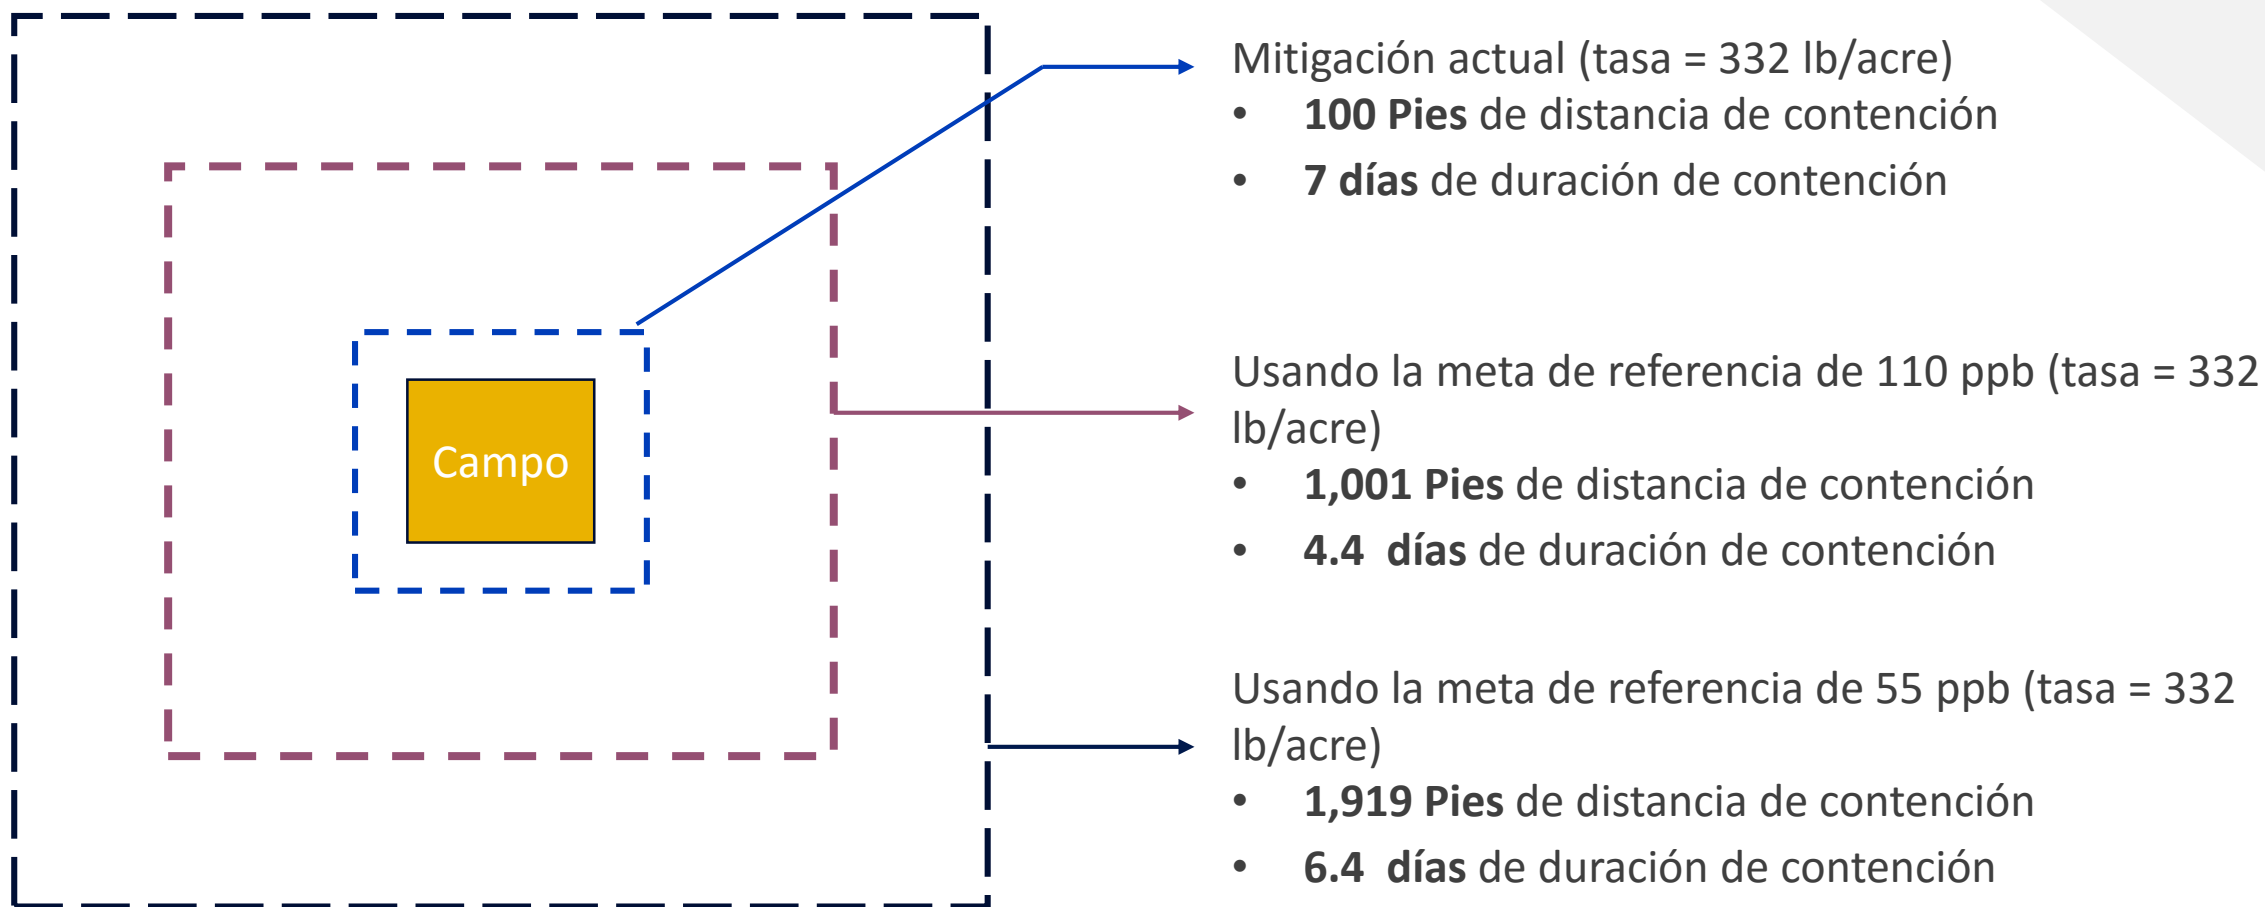 Mitigación actual (tasa = 332 lb/acre)
• 100 Pies de distancia de contención
• 7 días de duración de contención
Usando la meta de referencia de 110 ppb (tasa = 332
lb/acre)
• 1,001 Pies de distancia de contención
• 4.4 días de duración de contención
Campo
Usando la meta de referencia de 55 ppb (tasa = 332
lb/acre)
• 1,919 Pies de distancia de contención
• 6.4 días de duración de contención